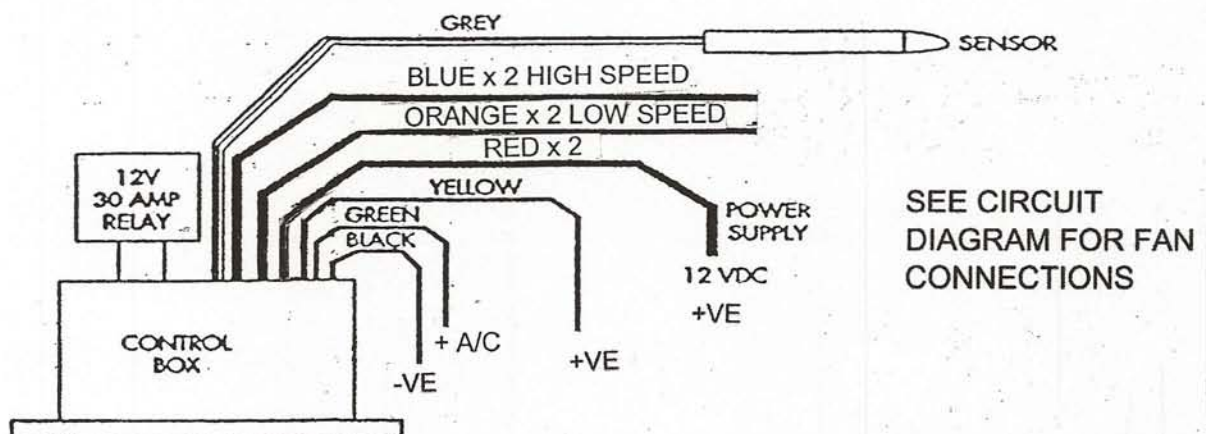 GREY
SENSOR
BLUE x 2 HIGH SPEED
ORANGE x 2 LOW SPEED
RED x 2
12V
30 AMP
RELAY
YELLOW
GREEN
BLACK
POWER
SUPPLY
12 VDC
+VE
SEE CIRCUIT
DIAGRAM FOR FAN
CONNECTIONS
CONTROL
BOX
+ A/C
+VE
-VE